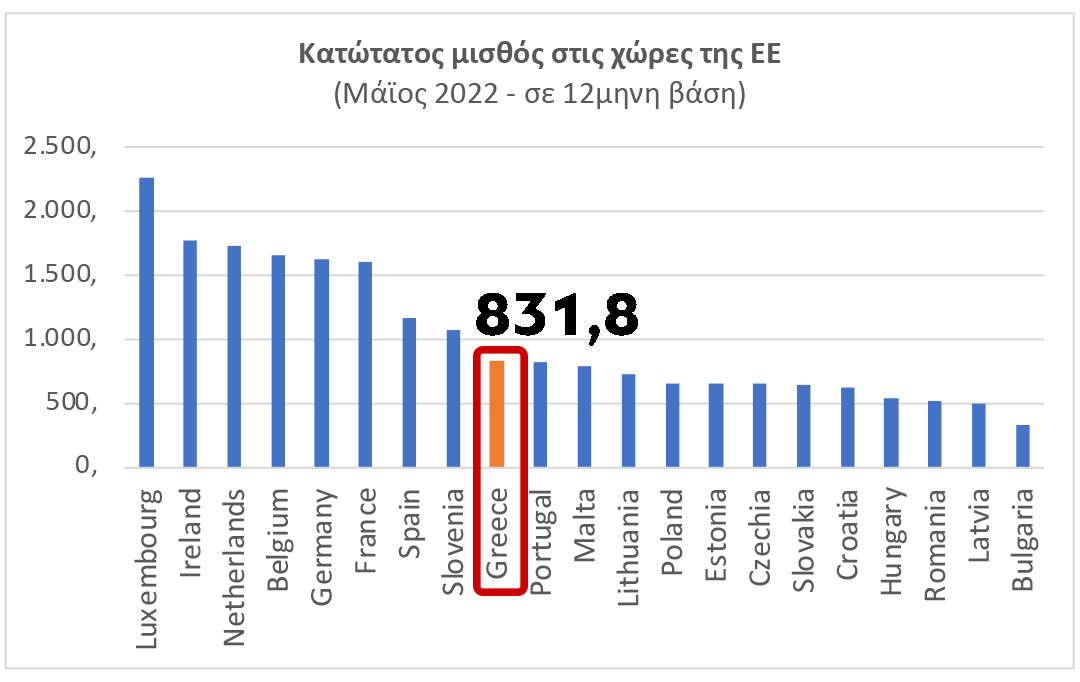 Κατώτατος μισθός στις χώρες της ΕΕ
(Μάϊος 2022 - σε 12μηνη βάση)
2.500,
2.000,
1.500,
1.000,
500,
0,
831,8
Luxembourg
Ireland
Netherlands
Belgium
Germany
France
Spain
Slovenia
Greece
Portugal
Malta
Lithuania
Poland
Estonia
Czechia
Slovakia
Croatia
Hungary
Romania
Latvia
Bulgaria